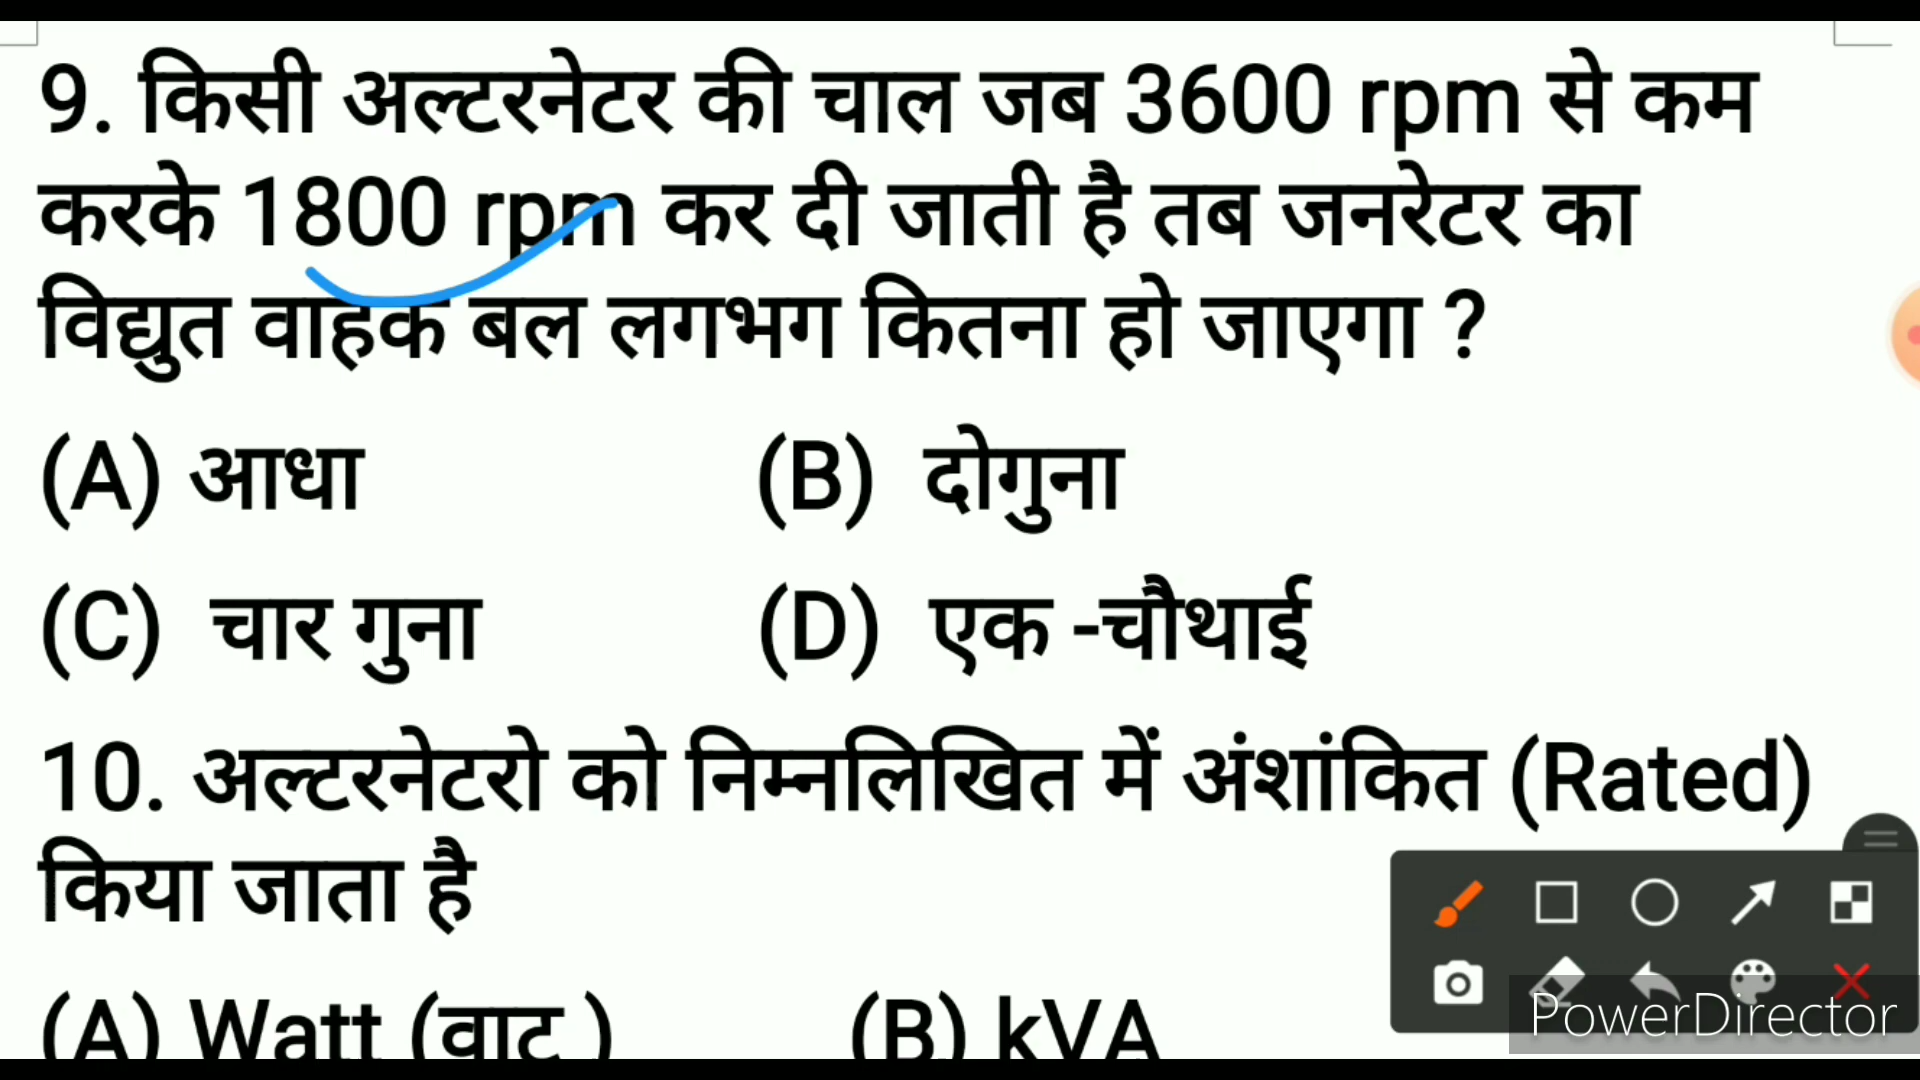 9. किसी अल्टरनेटर की चाल जब 3600 rpm से कम
करके 1800 rpm कर दी जाती है तब जनरेटर का
विद्युत वाहक बल लगभग कितना हो जाएगा ?
(A) आधा (B) दोगुना
(C) चार गुना (D) एक -चौथाई
10. अल्टरनेटरो को निम्नलिखित में अंशांकित (Rated)
किया जाता है
(A) Watt (वाट ) (B) kVA
PowerDirector